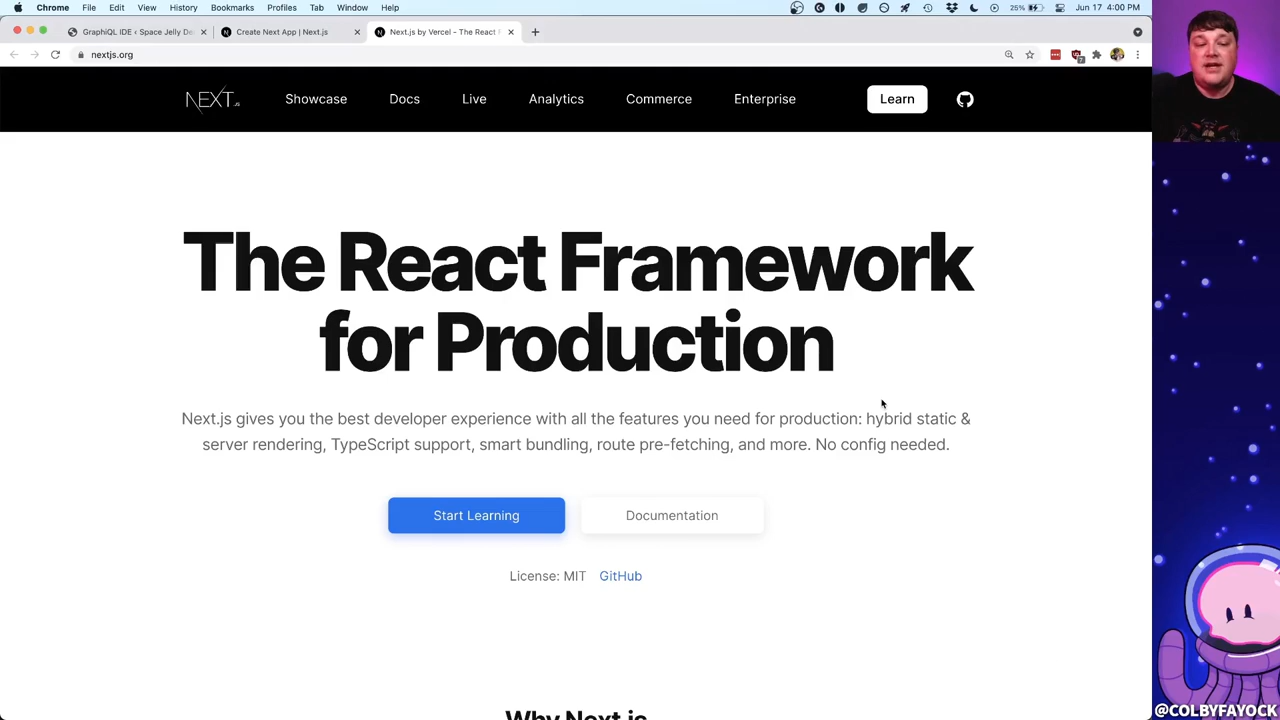 Chrome File Edit View History Bookmarks Profiles Tab Window Help 25% Jun 17 4:00 PM
GraphiQL IDE ‹ Space Jelly De Create Next App | Next.js Next.js by Vercel - The React
nextjs.org
NEXT.JS Showcase Docs Live Analytics Commerce Enterprise Learn
The React Framework
for Production
Next.js gives you the best developer experience with all the features you need for production: hybrid static &
server rendering, TypeScript support, smart bundling, route pre-fetching, and more. No config needed.
Start Learning Documentation
License: MIT GitHub
Why Next.js
@COLBYFAYOCK